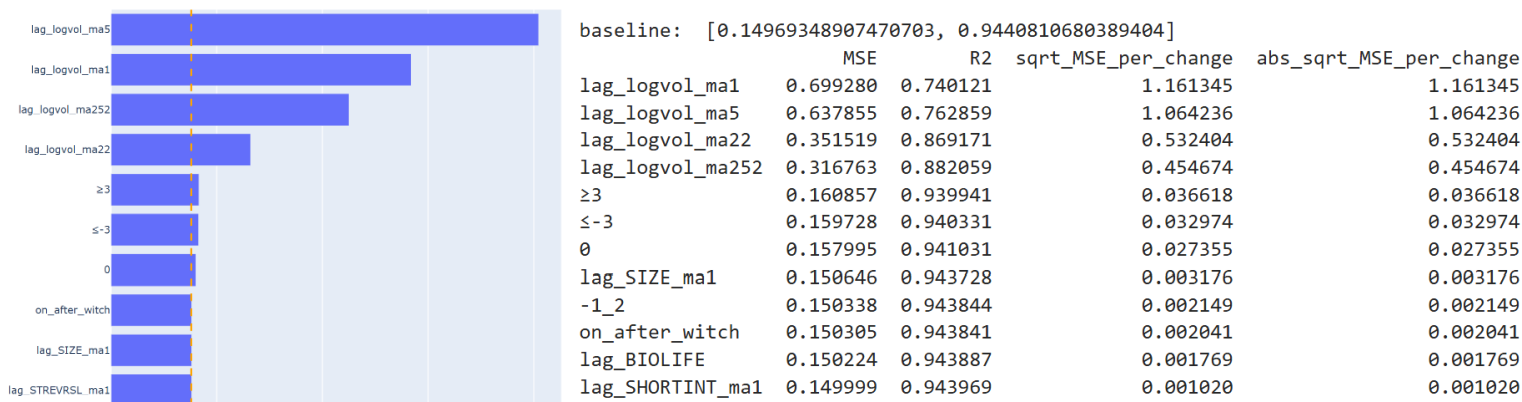 lag_logvol_ma5
lag_logvol_ma1
lag_logvol_ma252
lag_logvol_ma22
≥3
≤-3
0
on_after_witch
lag_SIZE_ma1
lag_STREVRSL_ma1
baseline: [0.14969348907470703, 0.9440810680389404]
MSE R2 sqrt_MSE_per_change abs_sqrt_MSE_per_change
lag_logvol_ma1 0.699280 0.740121 1.161345 1.161345
lag_logvol_ma5 0.637855 0.762859 1.064236 1.064236
lag_logvol_ma22 0.351519 0.869171 0.532404 0.532404
lag_logvol_ma252 0.316763 0.882059 0.454674 0.454674
≥3 0.160857 0.939941 0.036618 0.036618
≤-3 0.159728 0.940331 0.032974 0.032974
0 0.157995 0.941031 0.027355 0.027355
lag_SIZE_ma1 0.150646 0.943728 0.003176 0.003176
-1_2 0.150338 0.943844 0.002149 0.002149
on_after_witch 0.150305 0.943841 0.002041 0.002041
lag_BIOLIFE 0.150224 0.943887 0.001769 0.001769
lag_SHORTINT_ma1 0.149999 0.943969 0.001020 0.001020